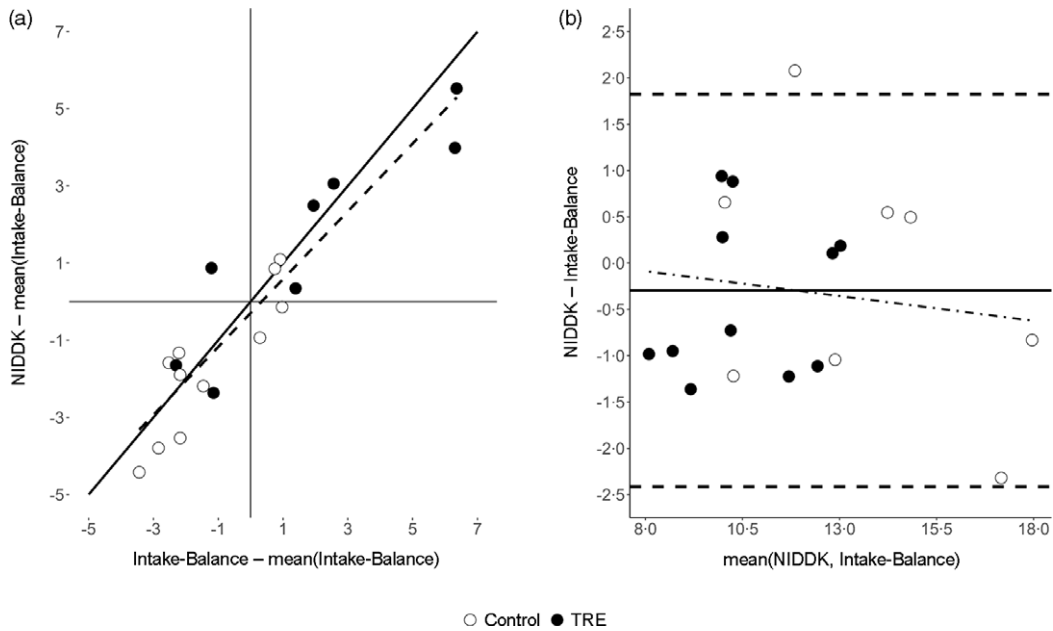 (a)
7
5
3
1
-1
-3
-5
NIDDK – mean(Intake-Balance)
-5 -3 -1 1 3 5 7
Intake-Balance – mean(Intake-Balance)
(b)
2·5
2·0
1·5
1·0
0·5
0·0
-0·5
-1·0
-1·5
-2·0
-2·5
NIDDK – Intake-Balance
8·0 10·5 13·0 15·5 18·0
mean(NIDDK, Intake-Balance)
Control TRE